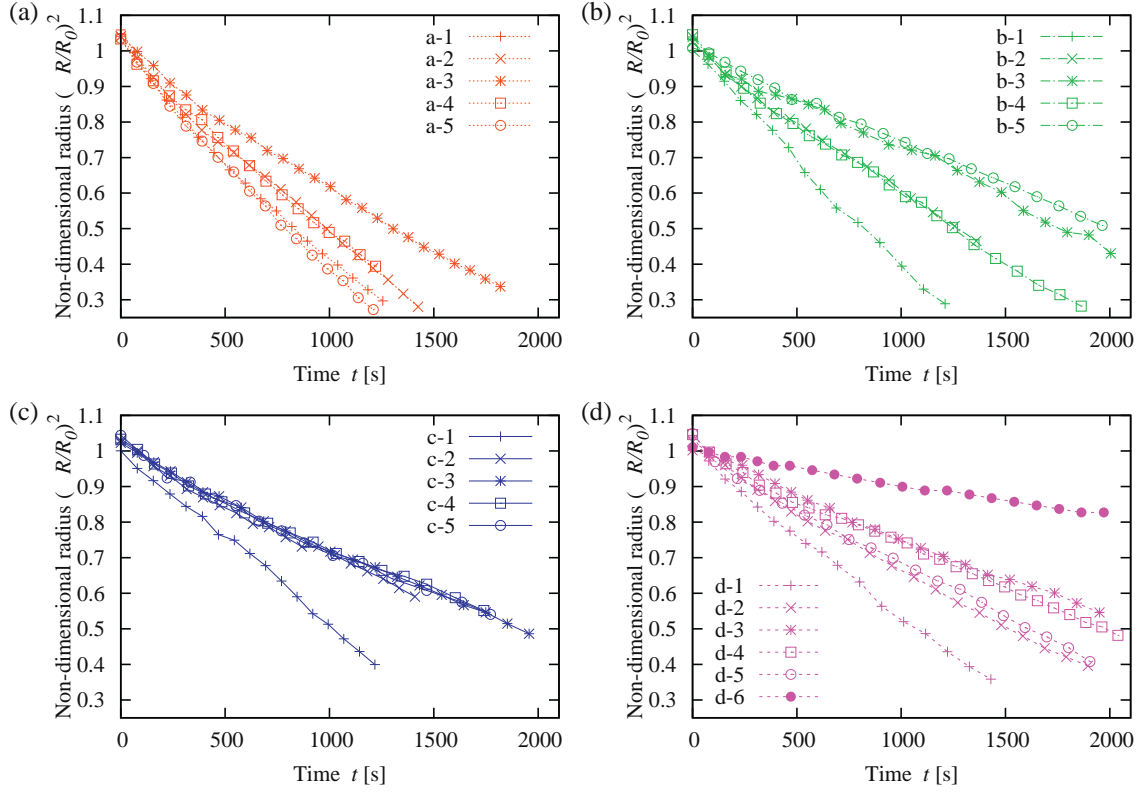 (a)
Non-dimensional radius ( R/R0)2
1.1
1
0.9
0.8
0.7
0.6
0.5
0.4
0.3
a-1
a-2
a-3
a-4
a-5
0 500 1000 1500 2000
Time t [s]
(b)
Non-dimensional radius ( R/R0)2
1.1
1
0.9
0.8
0.7
0.6
0.5
0.4
0.3
b-1
b-2
b-3
b-4
b-5
0 500 1000 1500 2000
Time t [s]
(c)
Non-dimensional radius ( R/R0)2
1.1
1
0.9
0.8
0.7
0.6
0.5
0.4
0.3
c-1
c-2
c-3
c-4
c-5
0 500 1000 1500 2000
Time t [s]
(d)
Non-dimensional radius ( R/R0)2
1.1
1
0.9
0.8
0.7
0.6
0.5
0.4
0.3
d-1
d-2
d-3
d-4
d-5
d-6
0 500 1000 1500 2000
Time t [s]